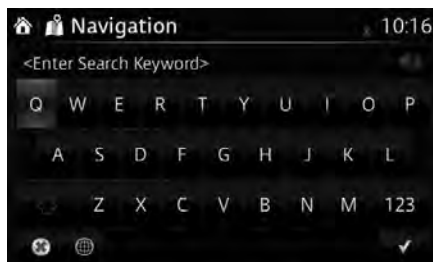 Navigation 10:16
<Enter Search Keyword>
Q W E R T Y U I O P
A S D F G H J K L
Z X C V B N M 123